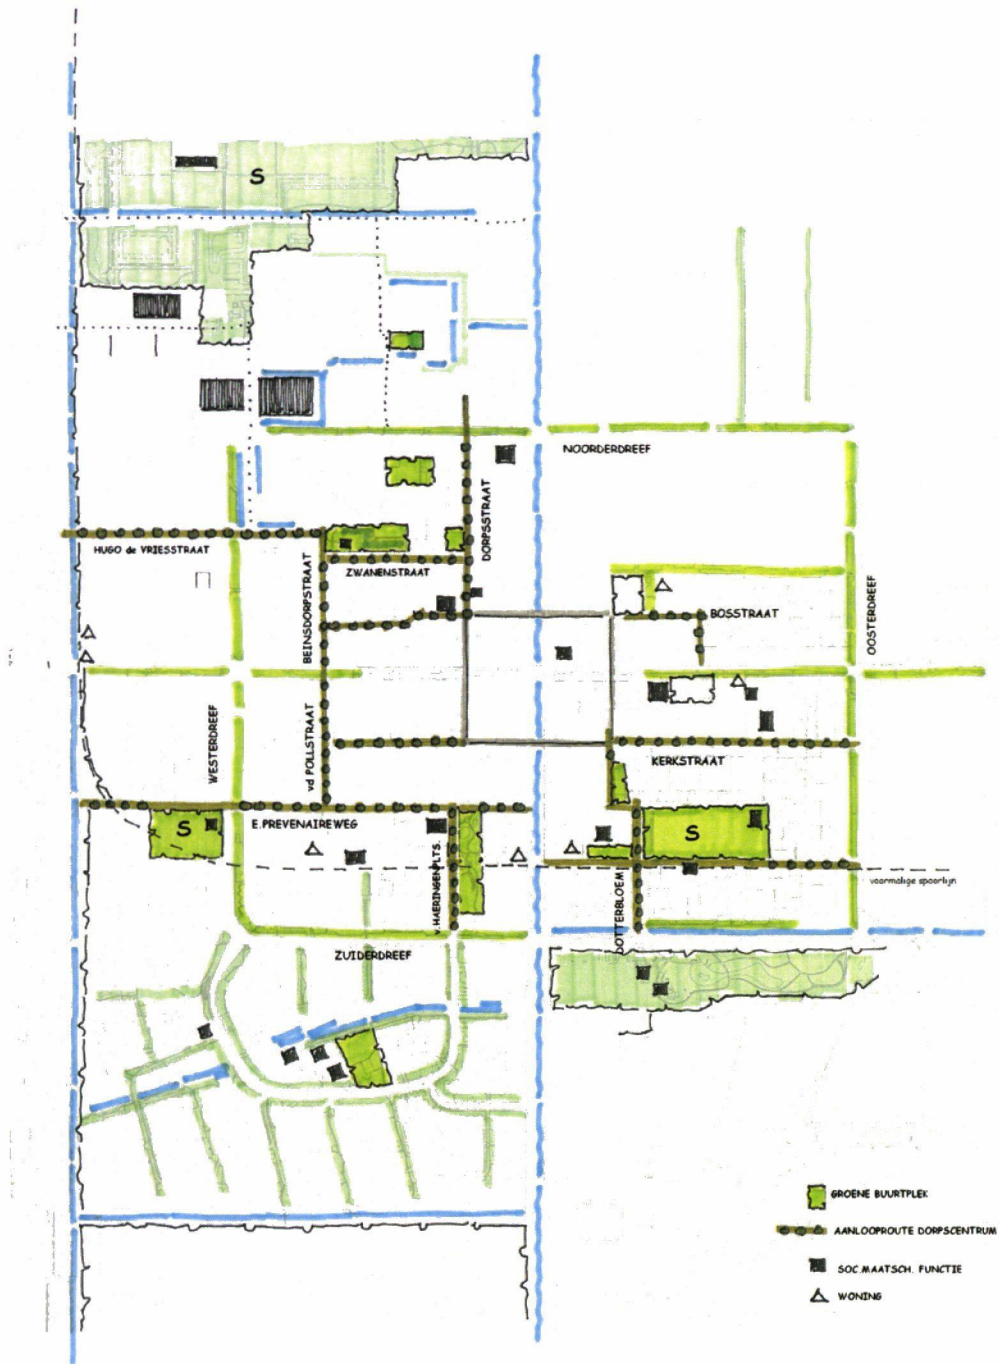 S
NOORDERDREEF
DORPSSTRAAT
HUGO de VRIESSTRAAT
BEINSDORPSTRAAT
ZWANENSTRAAT
BOSSTRAAT
OOSTERDREEF
WESTERDREEF
vd POLLSTRAAT
KERKSTRAAT
S
E.PREVENAIREWEG
v.HAERINGENPLTS.
S
DOTTERBLOEM
voormalige spoorlijn
ZUIDERDREEF
GROENE BUURTPLEK
AANLOOPROUTE DORPSCENTRUM
SOC.MAATSCH. FUNCTIE
WONING